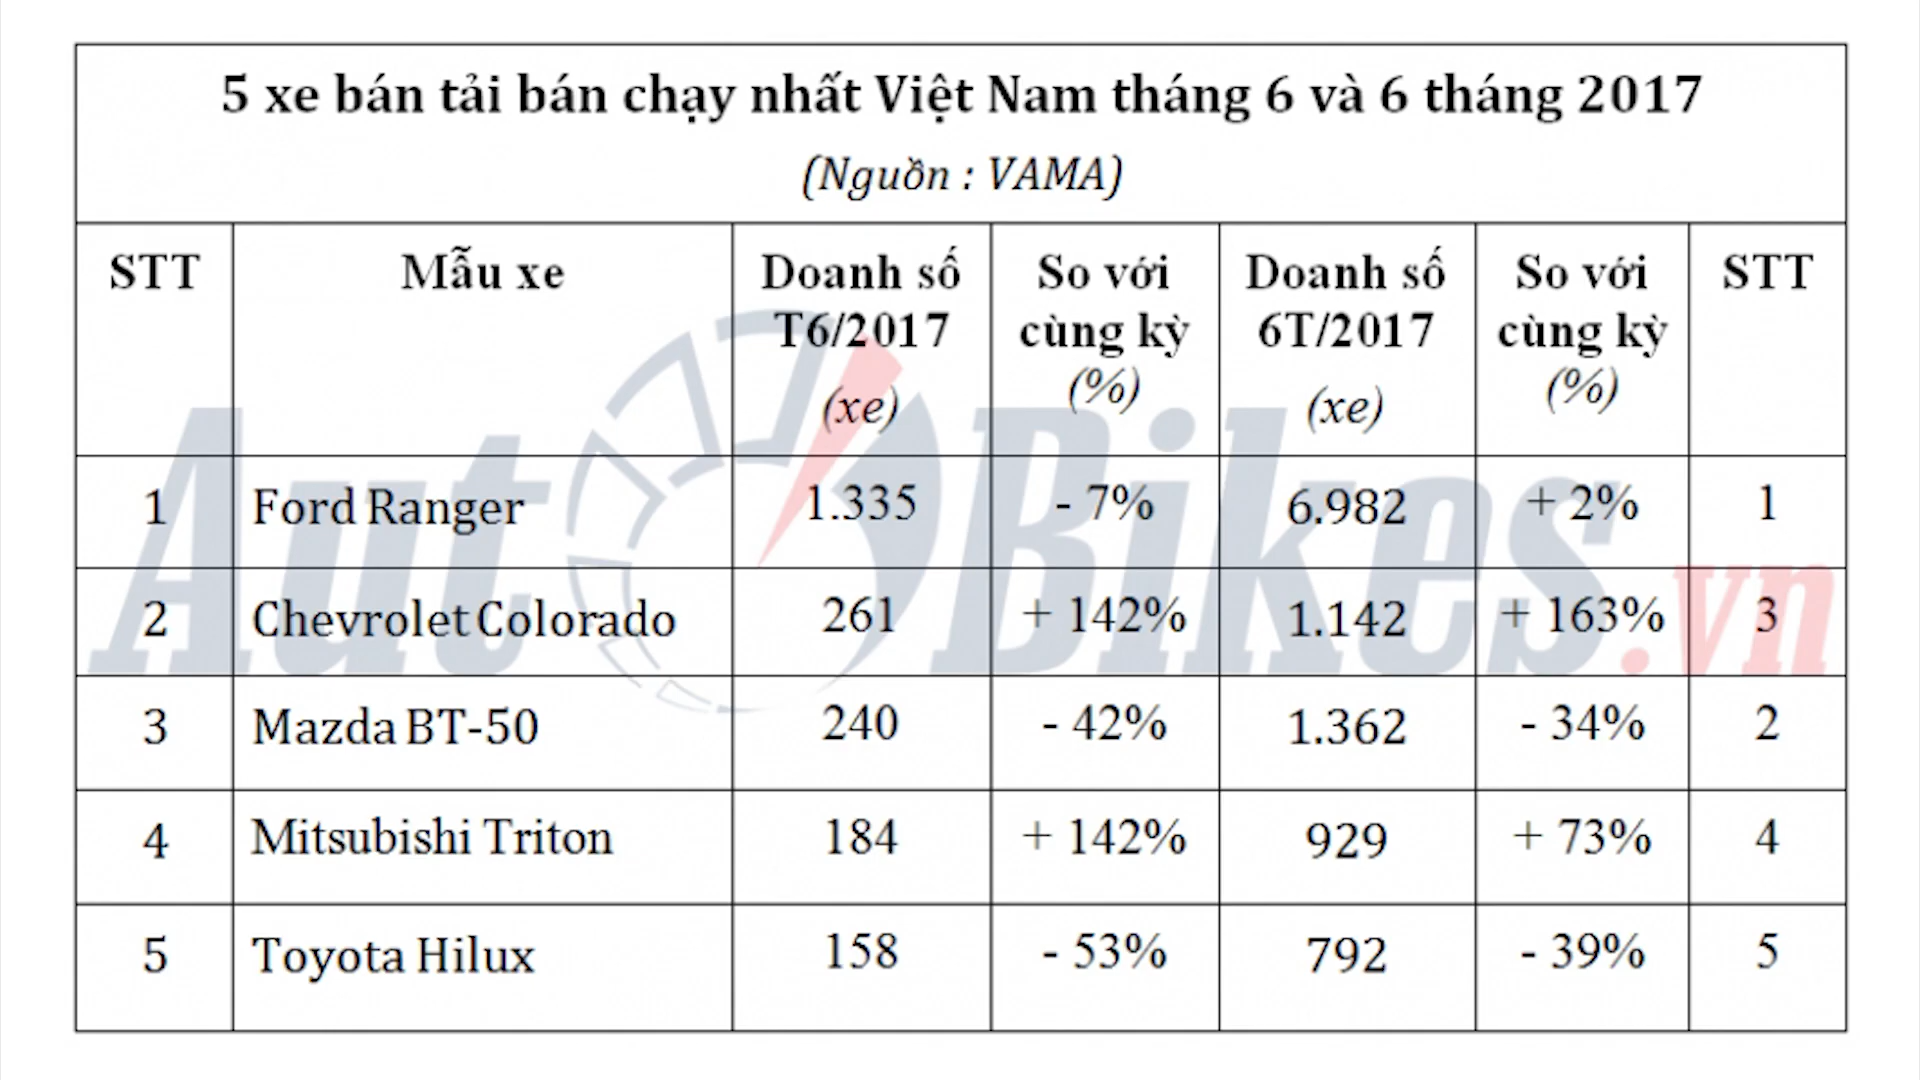 5 xe bán tải bán chạy nhất Việt Nam tháng 6 và 6 tháng 2017
(Nguồn : VAMA)
STT Mẫu xe Doanh số T6/2017 (xe) So với cùng kỳ (%) Doanh số 6T/2017 (xe) So với cùng kỳ (%) STT
1 Ford Ranger 1.335 - 7% 6.982 + 2% 1
2 Chevrolet Colorado 261 + 142% 1.142 + 163% 3
3 Mazda BT-50 240 - 42% 1.362 - 34% 2
4 Mitsubishi Triton 184 + 142% 929 + 73% 4
5 Toyota Hilux 158 - 53% 792 - 39% 5
AutoBikes.vn